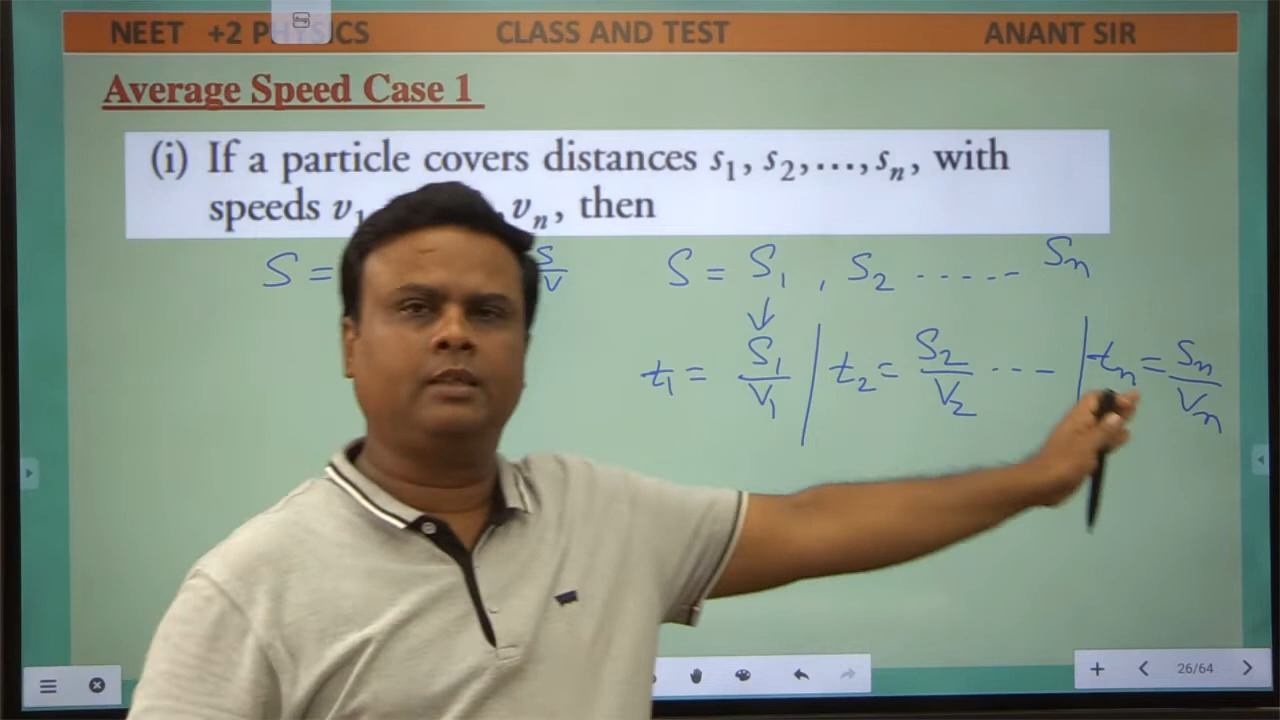 NEET +2 PHYSICS CLASS AND TEST ANANT SIR
Average Speed Case 1
(i) If a particle covers distances s₁, s₂,..., sₙ, with
speeds v₁ vₙ, then
S = S/V S = S₁, S₂ ..... Sₙ
t₁ = S₁/V₁ | t₂ = S₂/V₂ --- | tₙ = Sₙ/Vₙ
26/64